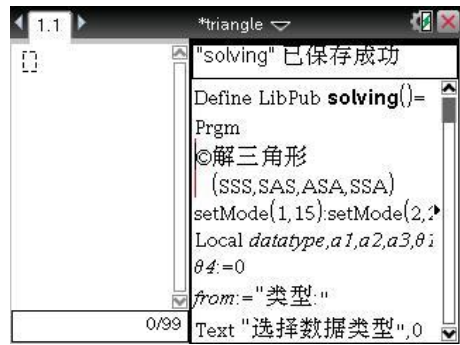 1.1
*triangle
"solving" 已保存成功
Define LibPub solving()=
Prgm
©解三角形
(SSS,SAS,ASA,SSA)
setMode(1,15):setMode(2,2
Local datatype,a1,a2,a3,θ1
θ4:=0
from:="类型:"
Text "选择数据类型",0
0/99